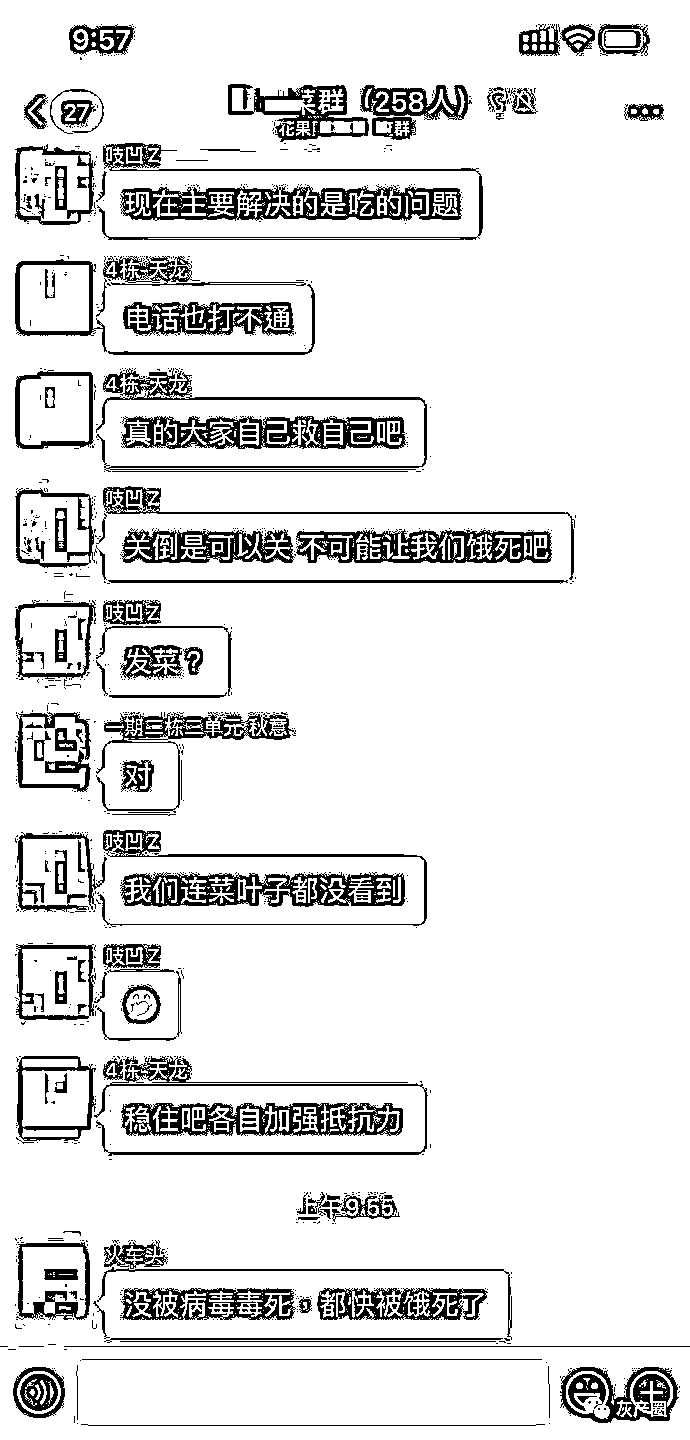 9:57
27
菜群（258人）
花果 群
吱凹Z
现在主要解决的是吃的问题
4栋-天龙
电话也打不通
4栋-天龙
真的大家自己救自己吧
吱凹Z
关倒是可以关 不可能让我们饿死吧
吱凹Z
发菜？
一期三栋三单元 秋意
对
吱凹Z
我们连菜叶子都没看到
吱凹Z
4栋-天龙
稳住吧各自加强抵抗力
上午9:55
火车头
没被病毒毒死，都快被饿死了
灰产圈